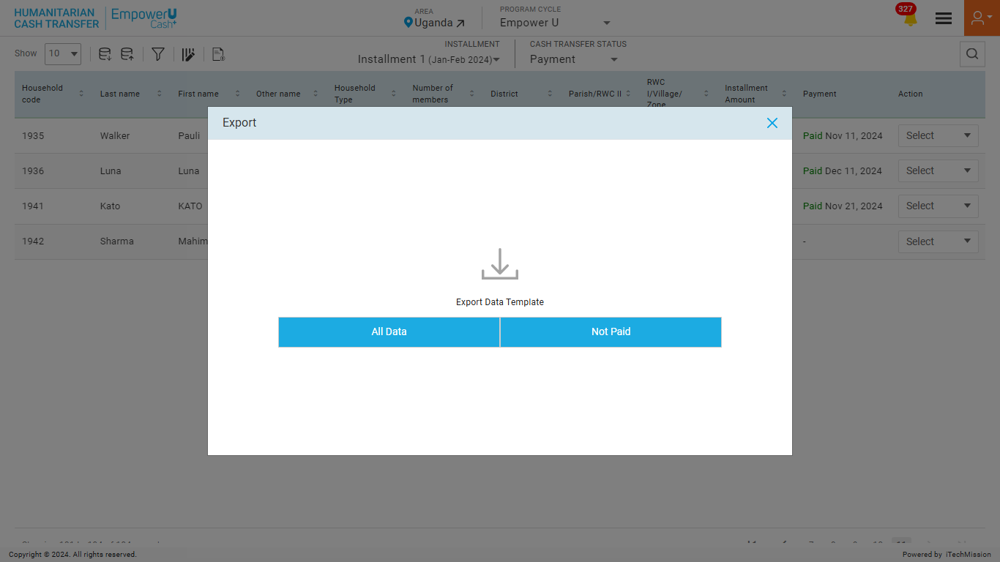 HUMANITARIAN
CASH TRANSFER
EmpowerU
Cash+
AREA
Uganda
PROGRAM CYCLE
Empower U
327
Show 10
INSTALLMENT
Installment 1 (Jan-Feb 2024)
CASH TRANSFER STATUS
Payment
Household
code
Last name
First name
Other name
Household
Type
Number of
members
District
Parish/RWC II
RWC
I/Village/
Zone
Installment
Amount
Payment
Action
Export
1935 Walker Pauli Paid Nov 11, 2024 Select
1936 Luna Luna Paid Dec 11, 2024 Select
1941 Kato KATO Paid Nov 21, 2024 Select
1942 Sharma Mahim - Select
Export Data Template
All Data Not Paid
Copyright © 2024. All rights reserved.
Powered by iTechMission